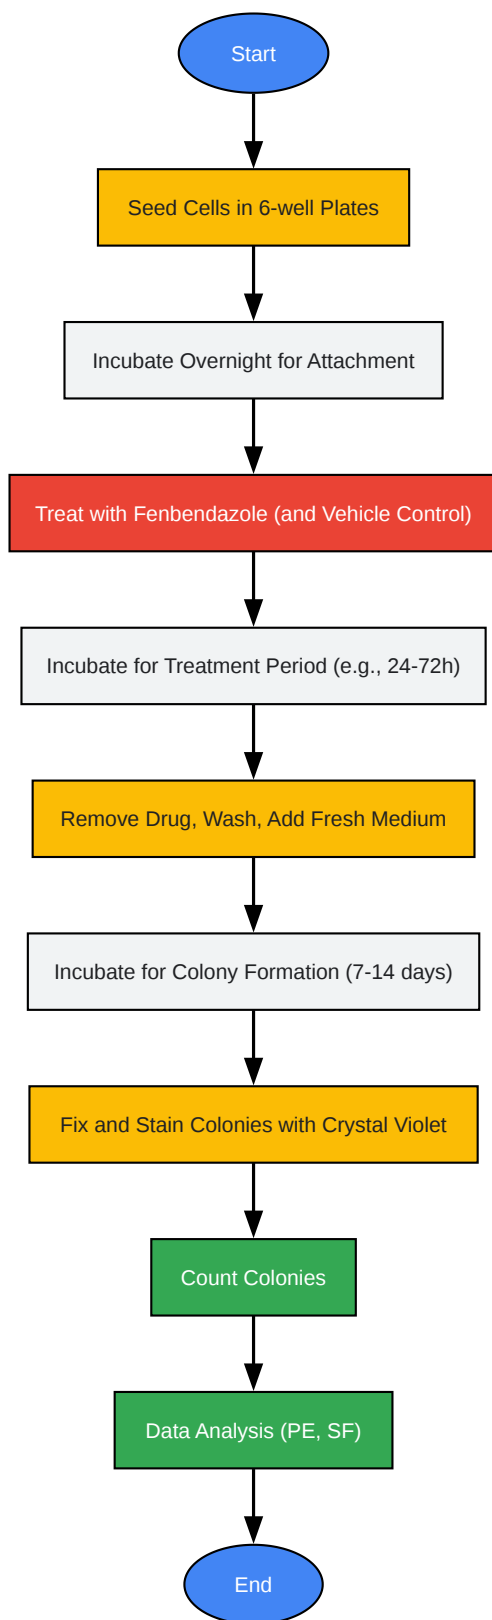 Start
Seed Cells in 6-well Plates
Incubate Overnight for Attachment
Treat with Fenbendazole (and Vehicle Control)
Incubate for Treatment Period (e.g., 24-72h)
Remove Drug, Wash, Add Fresh Medium
Incubate for Colony Formation (7-14 days)
Fix and Stain Colonies with Crystal Violet
Count Colonies
Data Analysis (PE, SF)
End